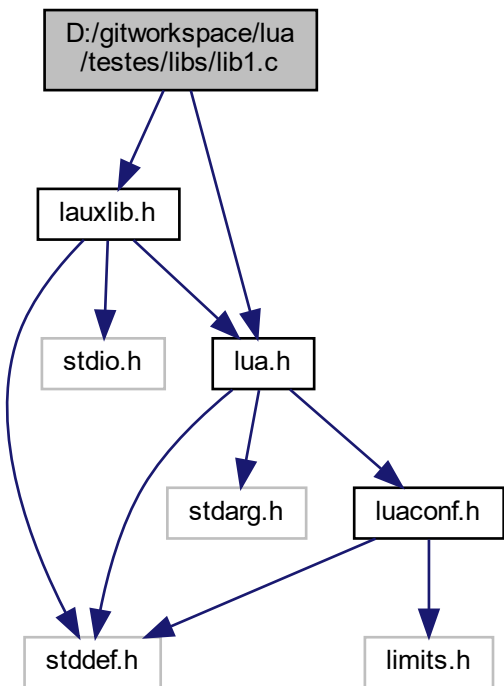 D:/gitworkspace/lua
/testes/libs/lib1.c
lauxlib.h
stdio.h
lua.h
stdarg.h
luaconf.h
stddef.h
limits.h